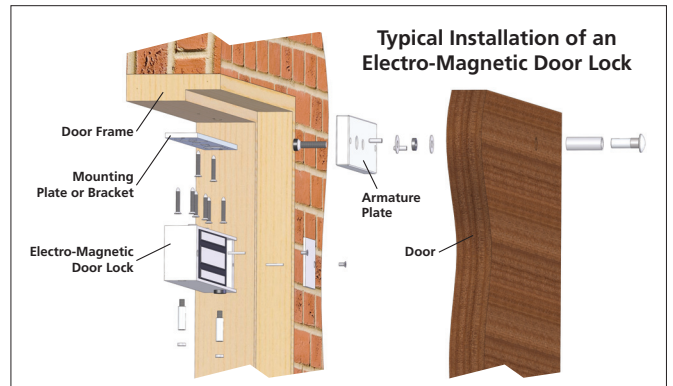 Typical Installation of an
Electro-Magnetic Door Lock
Door Frame
Mounting
Plate or Bracket
Electro-Magnetic
Door Lock
Armature
Plate
Door